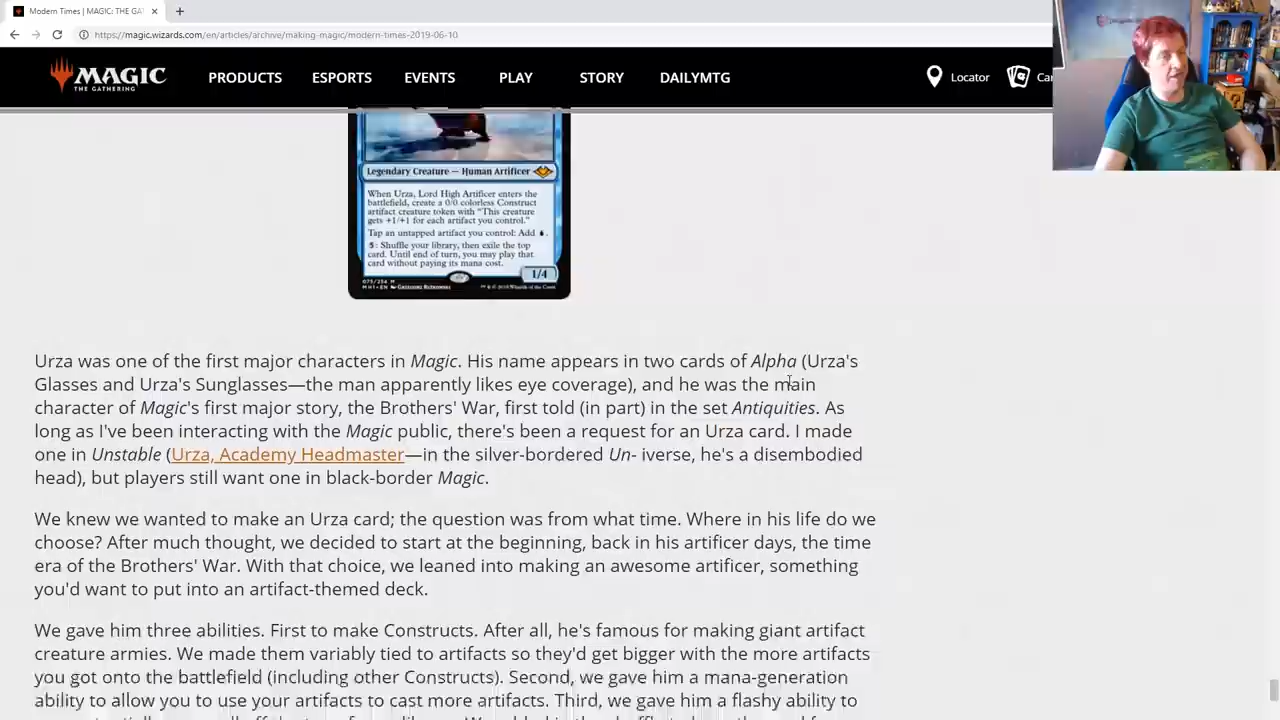 Modern Times | MAGIC: THE GA
https://magic.wizards.com/en/articles/archive/making-magic/modern-times-2019-06-10
MAGIC
THE GATHERING
PRODUCTS ESPORTS EVENTS PLAY STORY DAILYMTG Locator Car
Legendary Creature — Human Artificer
When Urza, Lord High Artificer enters the
battlefield, create a 0/0 colorless Construct
artifact creature token with "This creature
gets +1/+1 for each artifact you control."
Tap an untapped artifact you control: Add
5: Shuffle your library, then exile the top
card. Until end of turn, you may play that
card without paying its mana cost.
1/4
Urza was one of the first major characters in Magic. His name appears in two cards of Alpha (Urza's
Glasses and Urza's Sunglasses—the man apparently likes eye coverage), and he was the main
character of Magic's first major story, the Brothers' War, first told (in part) in the set Antiquities. As
long as I've been interacting with the Magic public, there's been a request for an Urza card. I made
one in Unstable (Urza, Academy Headmaster—in the silver-bordered Un- iverse, he's a disembodied
head), but players still want one in black-border Magic.
We knew we wanted to make an Urza card; the question was from what time. Where in his life do we
choose? After much thought, we decided to start at the beginning, back in his artificer days, the time
era of the Brothers' War. With that choice, we leaned into making an awesome artificer, something
you'd want to put into an artifact-themed deck.
We gave him three abilities. First to make Constructs. After all, he's famous for making giant artifact
creature armies. We made them variably tied to artifacts so they'd get bigger with the more artifacts
you got onto the battlefield (including other Constructs). Second, we gave him a mana-generation
ability to allow you to use your artifacts to cast more artifacts. Third, we gave him a flashy ability to